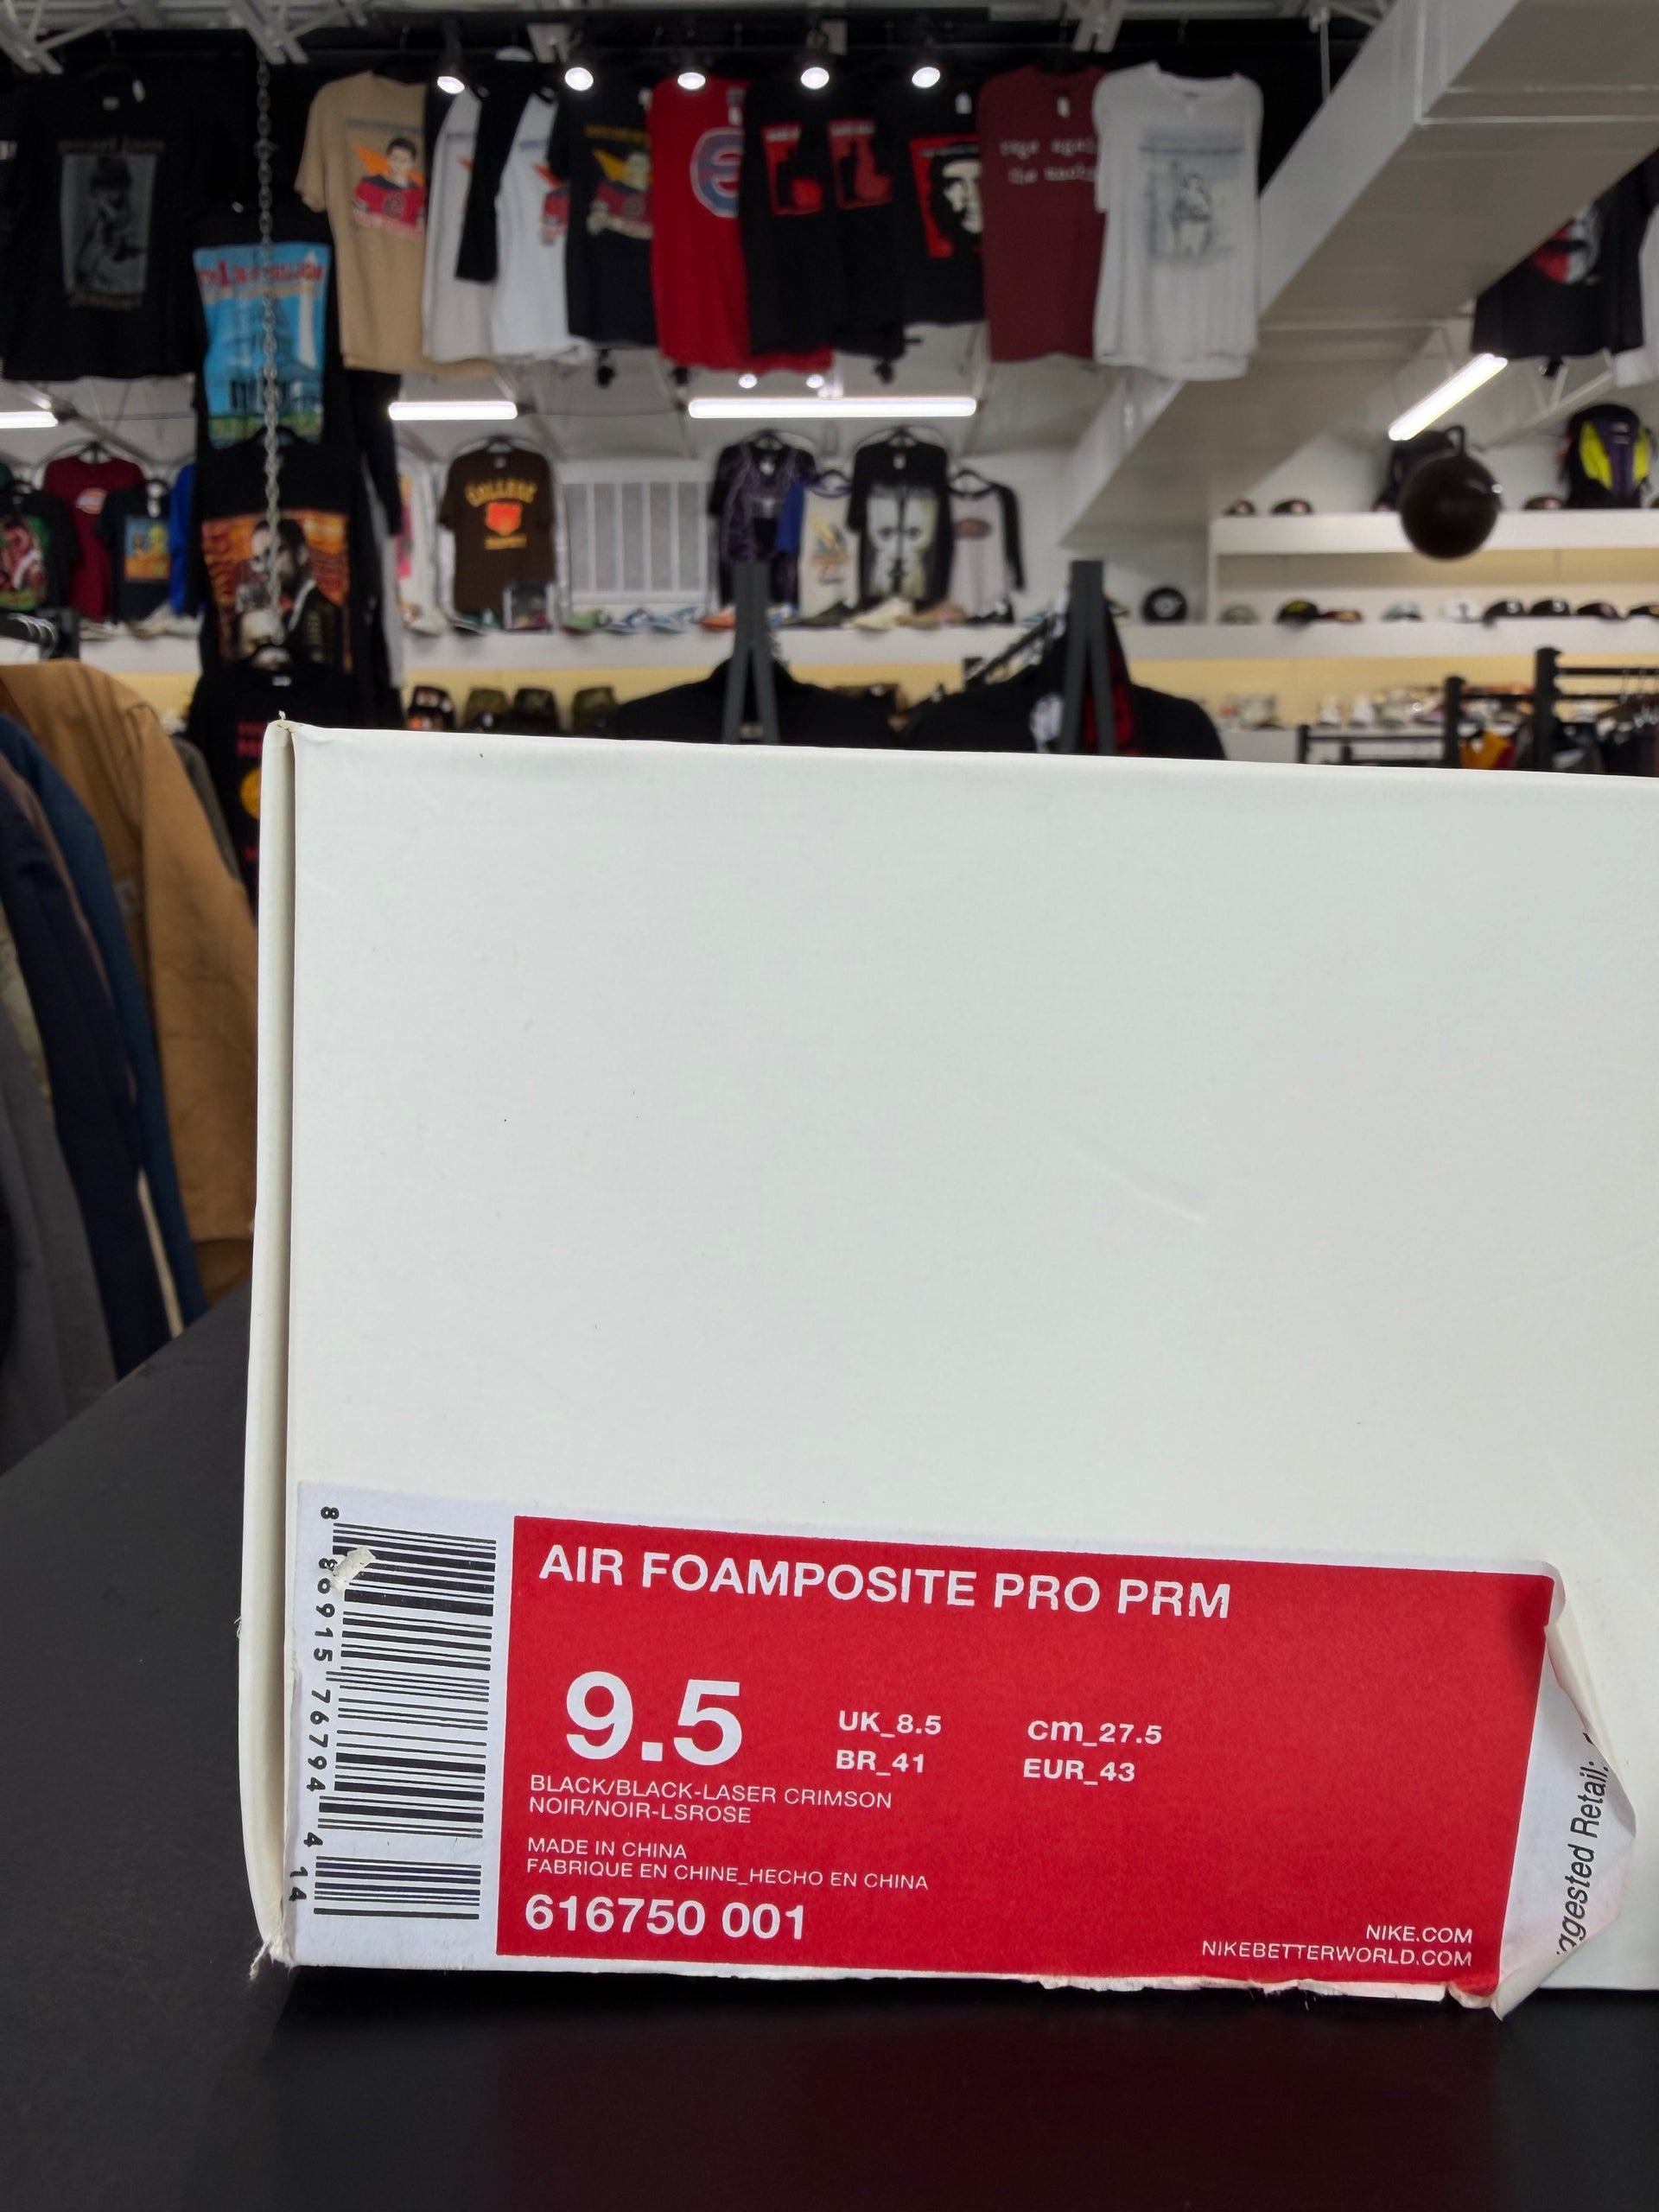 COLLEGE
8 86915 76794 4 14
AIR FOAMPOSITE PRO PRM
9.5
UK_8.5
cm_27.5
BR_41
EUR_43
BLACK/BLACK-LASER CRIMSON
NOIR/NOIR-LSROSE
MADE IN CHINA
FABRIQUE EN CHINE_HECHO EN CHINA
616750 001
NIKE.COM
NIKEBETTERWORLD.COM
Retail: